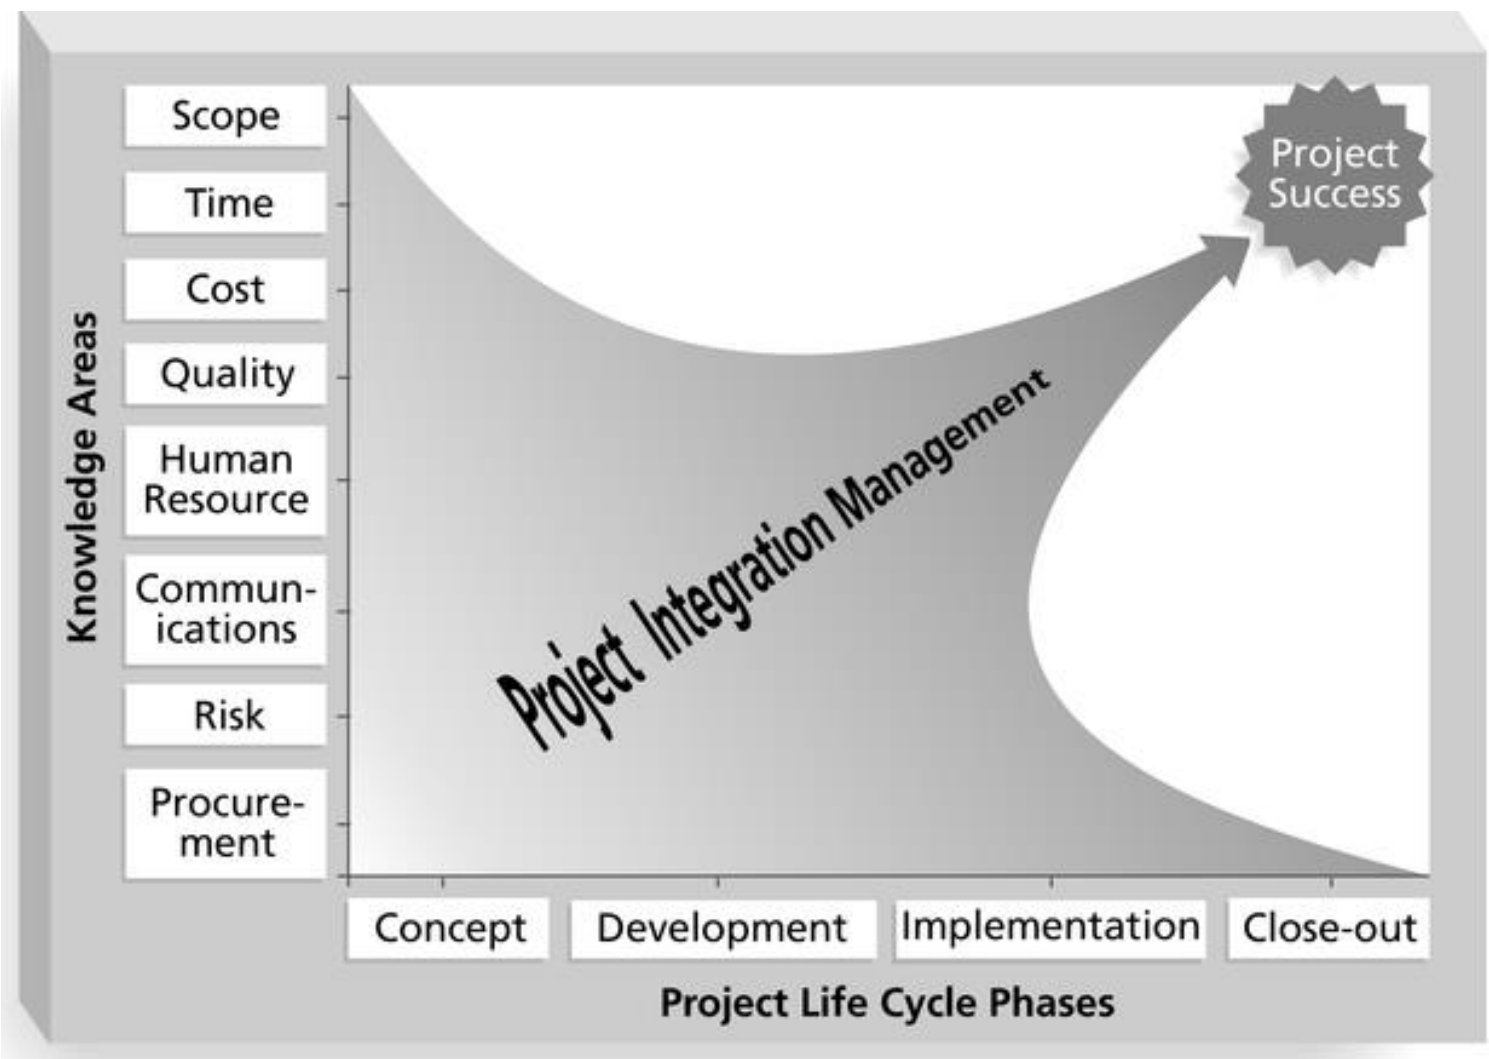 Scope
Time
Cost
Quality
Human
Resource
Commun-
ications
Risk
Procure-
ment
Knowledge Areas
Project Integration Management
Project
Success
Concept
Development
Implementation
Close-out
Project Life Cycle Phases